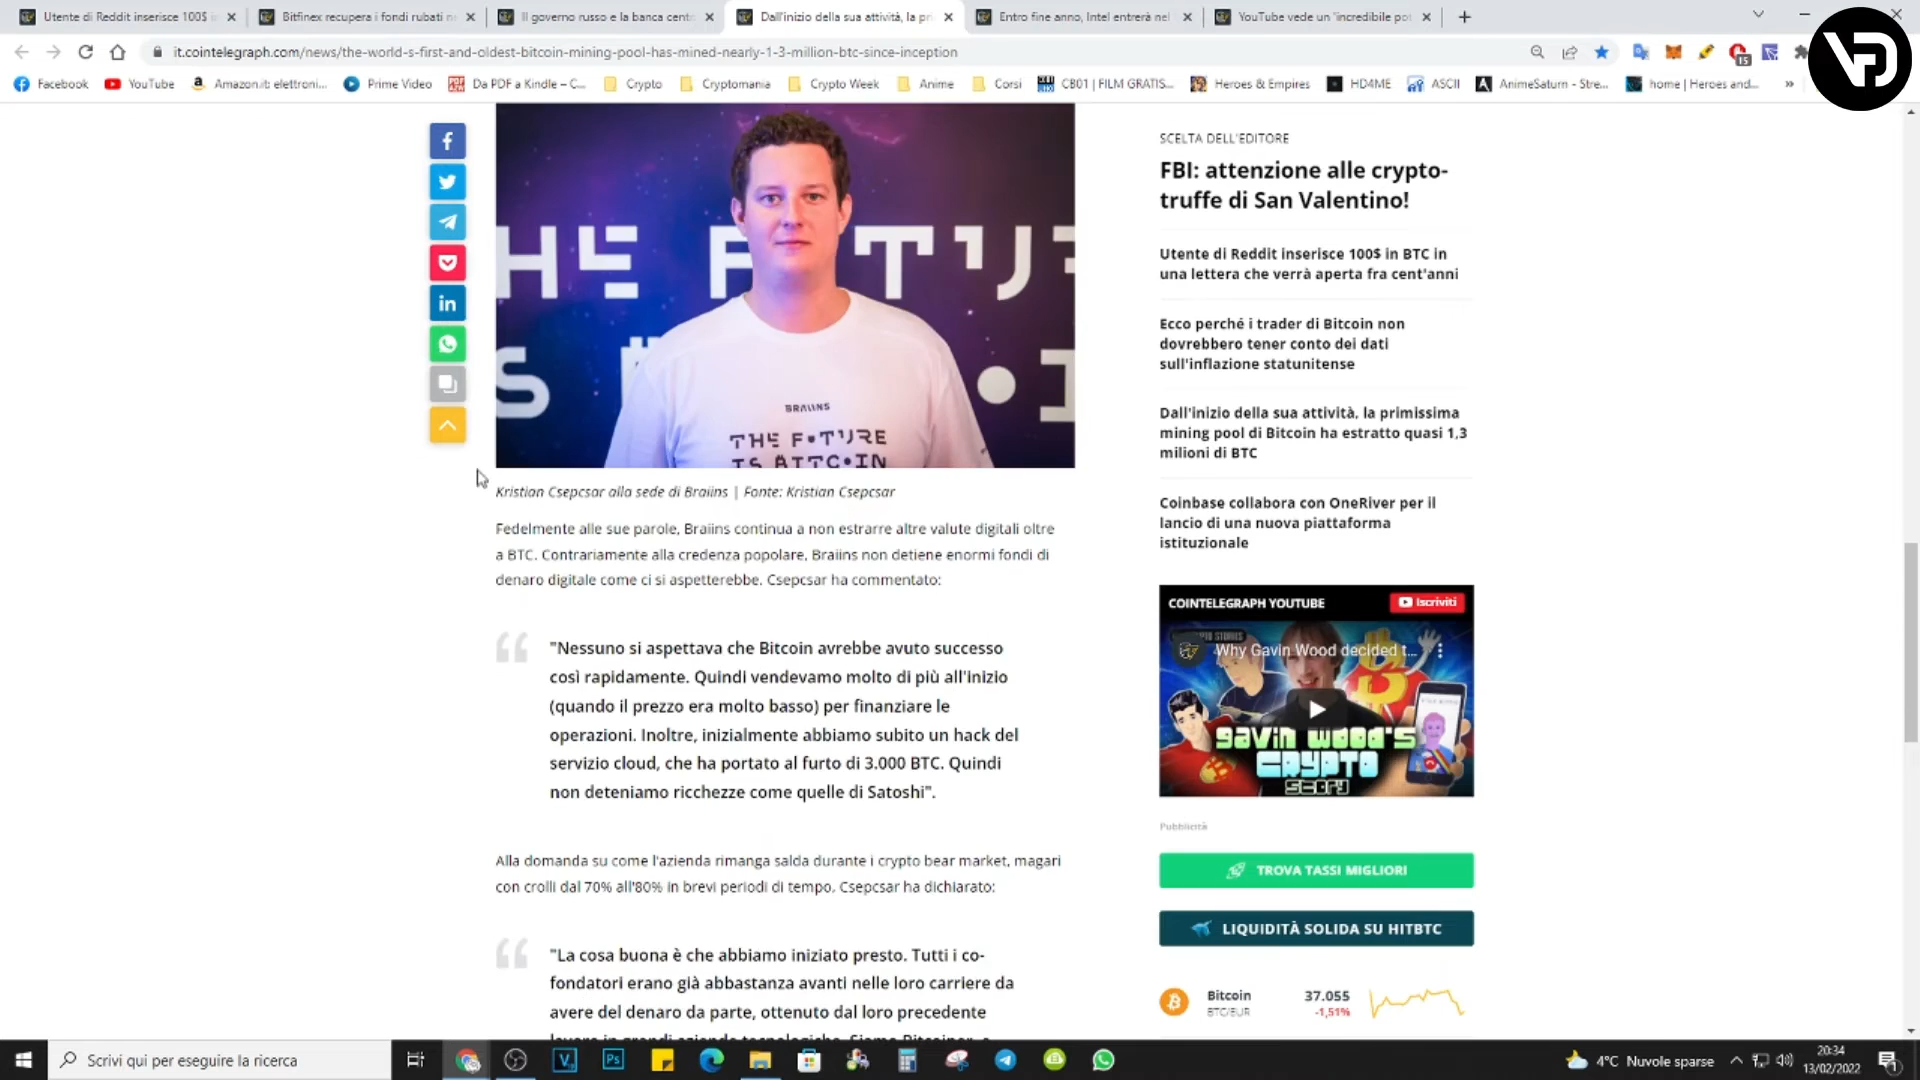 Utente di Reddit inserisce 100$ i
Bitfinex recupera i fondi rubati ne
Il governo russo e la banca cent
Dall'inizio della sua attività, la pr
Entro fine anno, Intel entrerà nel
YouTube vede un "incredibile pot
it.cointelegraph.com/news/the-world-s-first-and-oldest-bitcoin-mining-pool-has-mined-nearly-1-3-million-btc-since-inception
15
Facebook
YouTube
Amazon.it: elettroni...
Prime Video
Da PDF a Kindle – C...
Crypto
Cryptomania
Crypto Week
Anime
Corsi
CB01 | FILM GRATIS...
Heroes & Empires
HD4ME
ASCII
AnimeSaturn - Stre...
home | Heroes and...
THE F T
BRAIINS
THE FUTURE
IS BITCOIN
Kristian Csepcsar alla sede di Braiins | Fonte: Kristian Csepcsar
Fedelmente alle sue parole, Braiins continua a non estrarre altre valute digitali oltre
a BTC. Contrariamente alla credenza popolare, Braiins non detiene enormi fondi di
denaro digitale come ci si aspetterebbe. Csepcsar ha commentato:
"Nessuno si aspettava che Bitcoin avrebbe avuto successo
così rapidamente. Quindi vendevamo molto di più all'inizio
(quando il prezzo era molto basso) per finanziare le
operazioni. Inoltre, inizialmente abbiamo subito un hack del
servizio cloud, che ha portato al furto di 3.000 BTC. Quindi
non deteniamo ricchezze come quelle di Satoshi".
Alla domanda su come l'azienda rimanga salda durante i crypto bear market, magari
con crolli dal 70% all'80% in brevi periodi di tempo, Csepcsar ha dichiarato:
"La cosa buona è che abbiamo iniziato presto. Tutti i co-
fondatori erano già abbastanza avanti nelle loro carriere da
avere del denaro da parte, ottenuto dal loro precedente
SCELTA DELL'EDITORE
FBI: attenzione alle crypto-
truffe di San Valentino!
Utente di Reddit inserisce 100$ in BTC in
una lettera che verrà aperta fra cent'anni
Ecco perché i trader di Bitcoin non
dovrebbero tener conto dei dati
sull'inflazione statunitense
Dall'inizio della sua attività, la primissima
mining pool di Bitcoin ha estratto quasi 1,3
milioni di BTC
Coinbase collabora con OneRiver per il
lancio di una nuova piattaforma
istituzionale
COINTELEGRAPH YOUTUBE
Iscriviti
Why Gavin Wood decided t...
GAVIN WOOD'S
CRYPTO
STORY
Pubblicità
TROVA TASSI MIGLIORI
LIQUIDITÀ SOLIDA SU HITBTC
Bitcoin
BTC/EUR
37.055
-1,51%
Scrivi qui per eseguire la ricerca
4°C Nuvole sparse
20:34
13/02/2022